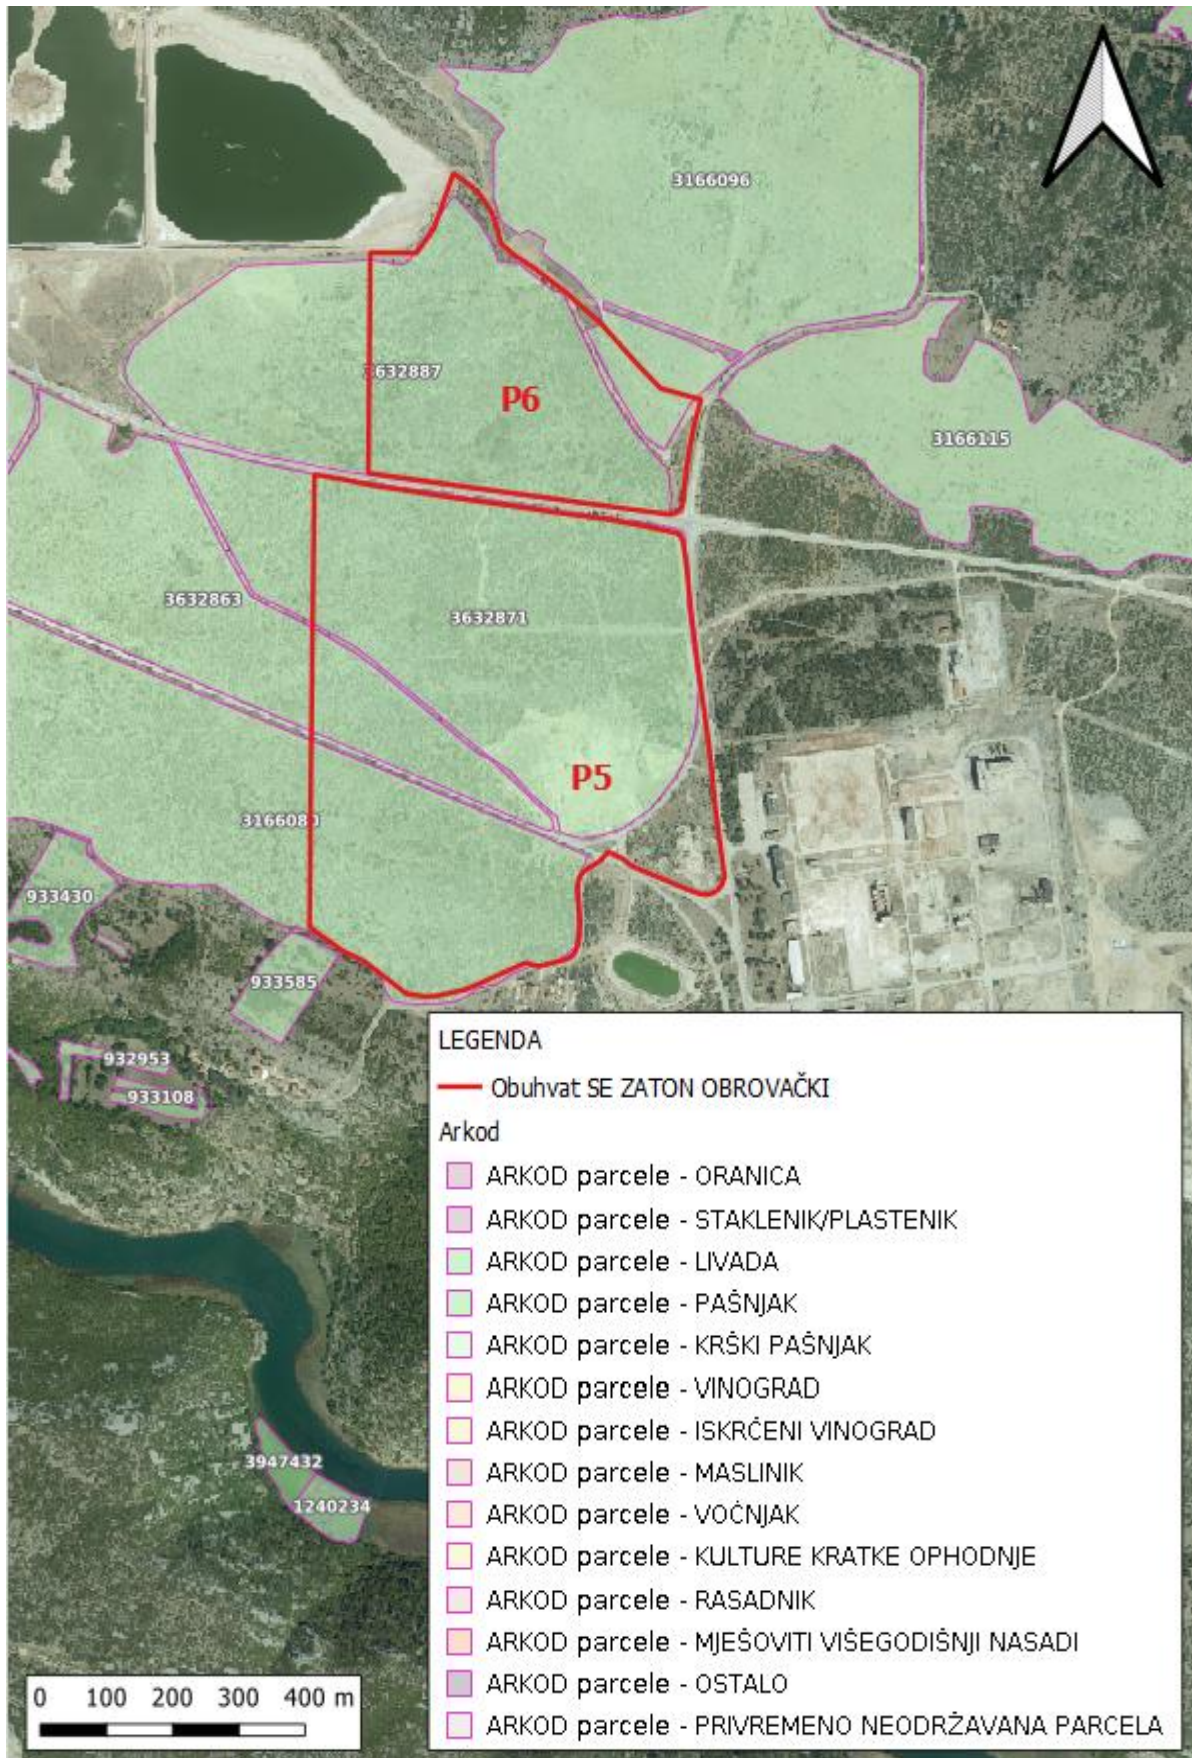 3166096
3632887
P6
3166115
3632863
3632871
P5
3166080
933430
933585
932953
933108
LEGENDA
Obuhvat SE ZATON OBROVAČKI
Arkod
ARKOD parcele - ORANICA
ARKOD parcele - STAKLENIK/PLASTENIK
ARKOD parcele - LIVADA
ARKOD parcele - PAŠNJAK
ARKOD parcele - KRŠKI PAŠNJAK
ARKOD parcele - VINOGRAD
ARKOD parcele - ISKRČENI VINOGRAD
ARKOD parcele - MASLINIK
ARKOD parcele - VOĆNJAK
ARKOD parcele - KULTURE KRATKE OPHODNJE
ARKOD parcele - RASADNIK
ARKOD parcele - MJEŠOVITI VIŠEGODIŠNJI NASADI
ARKOD parcele - OSTALO
ARKOD parcele - PRIVREMENO NEODRŽAVANA PARCELA
3947432
1240234
0 100 200 300 400 m